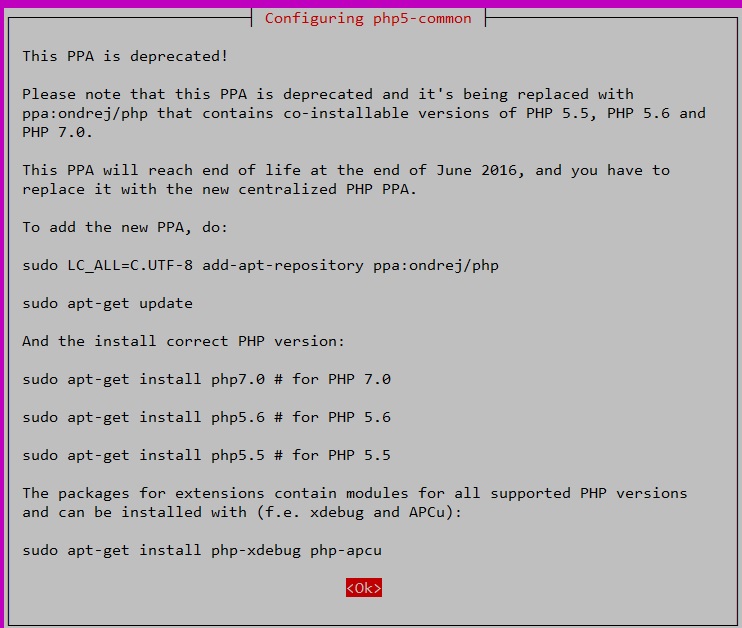 Configuring php5-common
This PPA is deprecated!
Please note that this PPA is deprecated and it's being replaced with
ppa:ondrej/php that contains co-installable versions of PHP 5.5, PHP 5.6 and
PHP 7.0.
This PPA will reach end of life at the end of June 2016, and you have to
replace it with the new centralized PHP PPA.
To add the new PPA, do:
sudo LC_ALL=C.UTF-8 add-apt-repository ppa:ondrej/php
sudo apt-get update
And the install correct PHP version:
sudo apt-get install php7.0 # for PHP 7.0
sudo apt-get install php5.6 # for PHP 5.6
sudo apt-get install php5.5 # for PHP 5.5
The packages for extensions contain modules for all supported PHP versions
and can be installed with (f.e. xdebug and APCu):
sudo apt-get install php-xdebug php-apcu
<Ok>